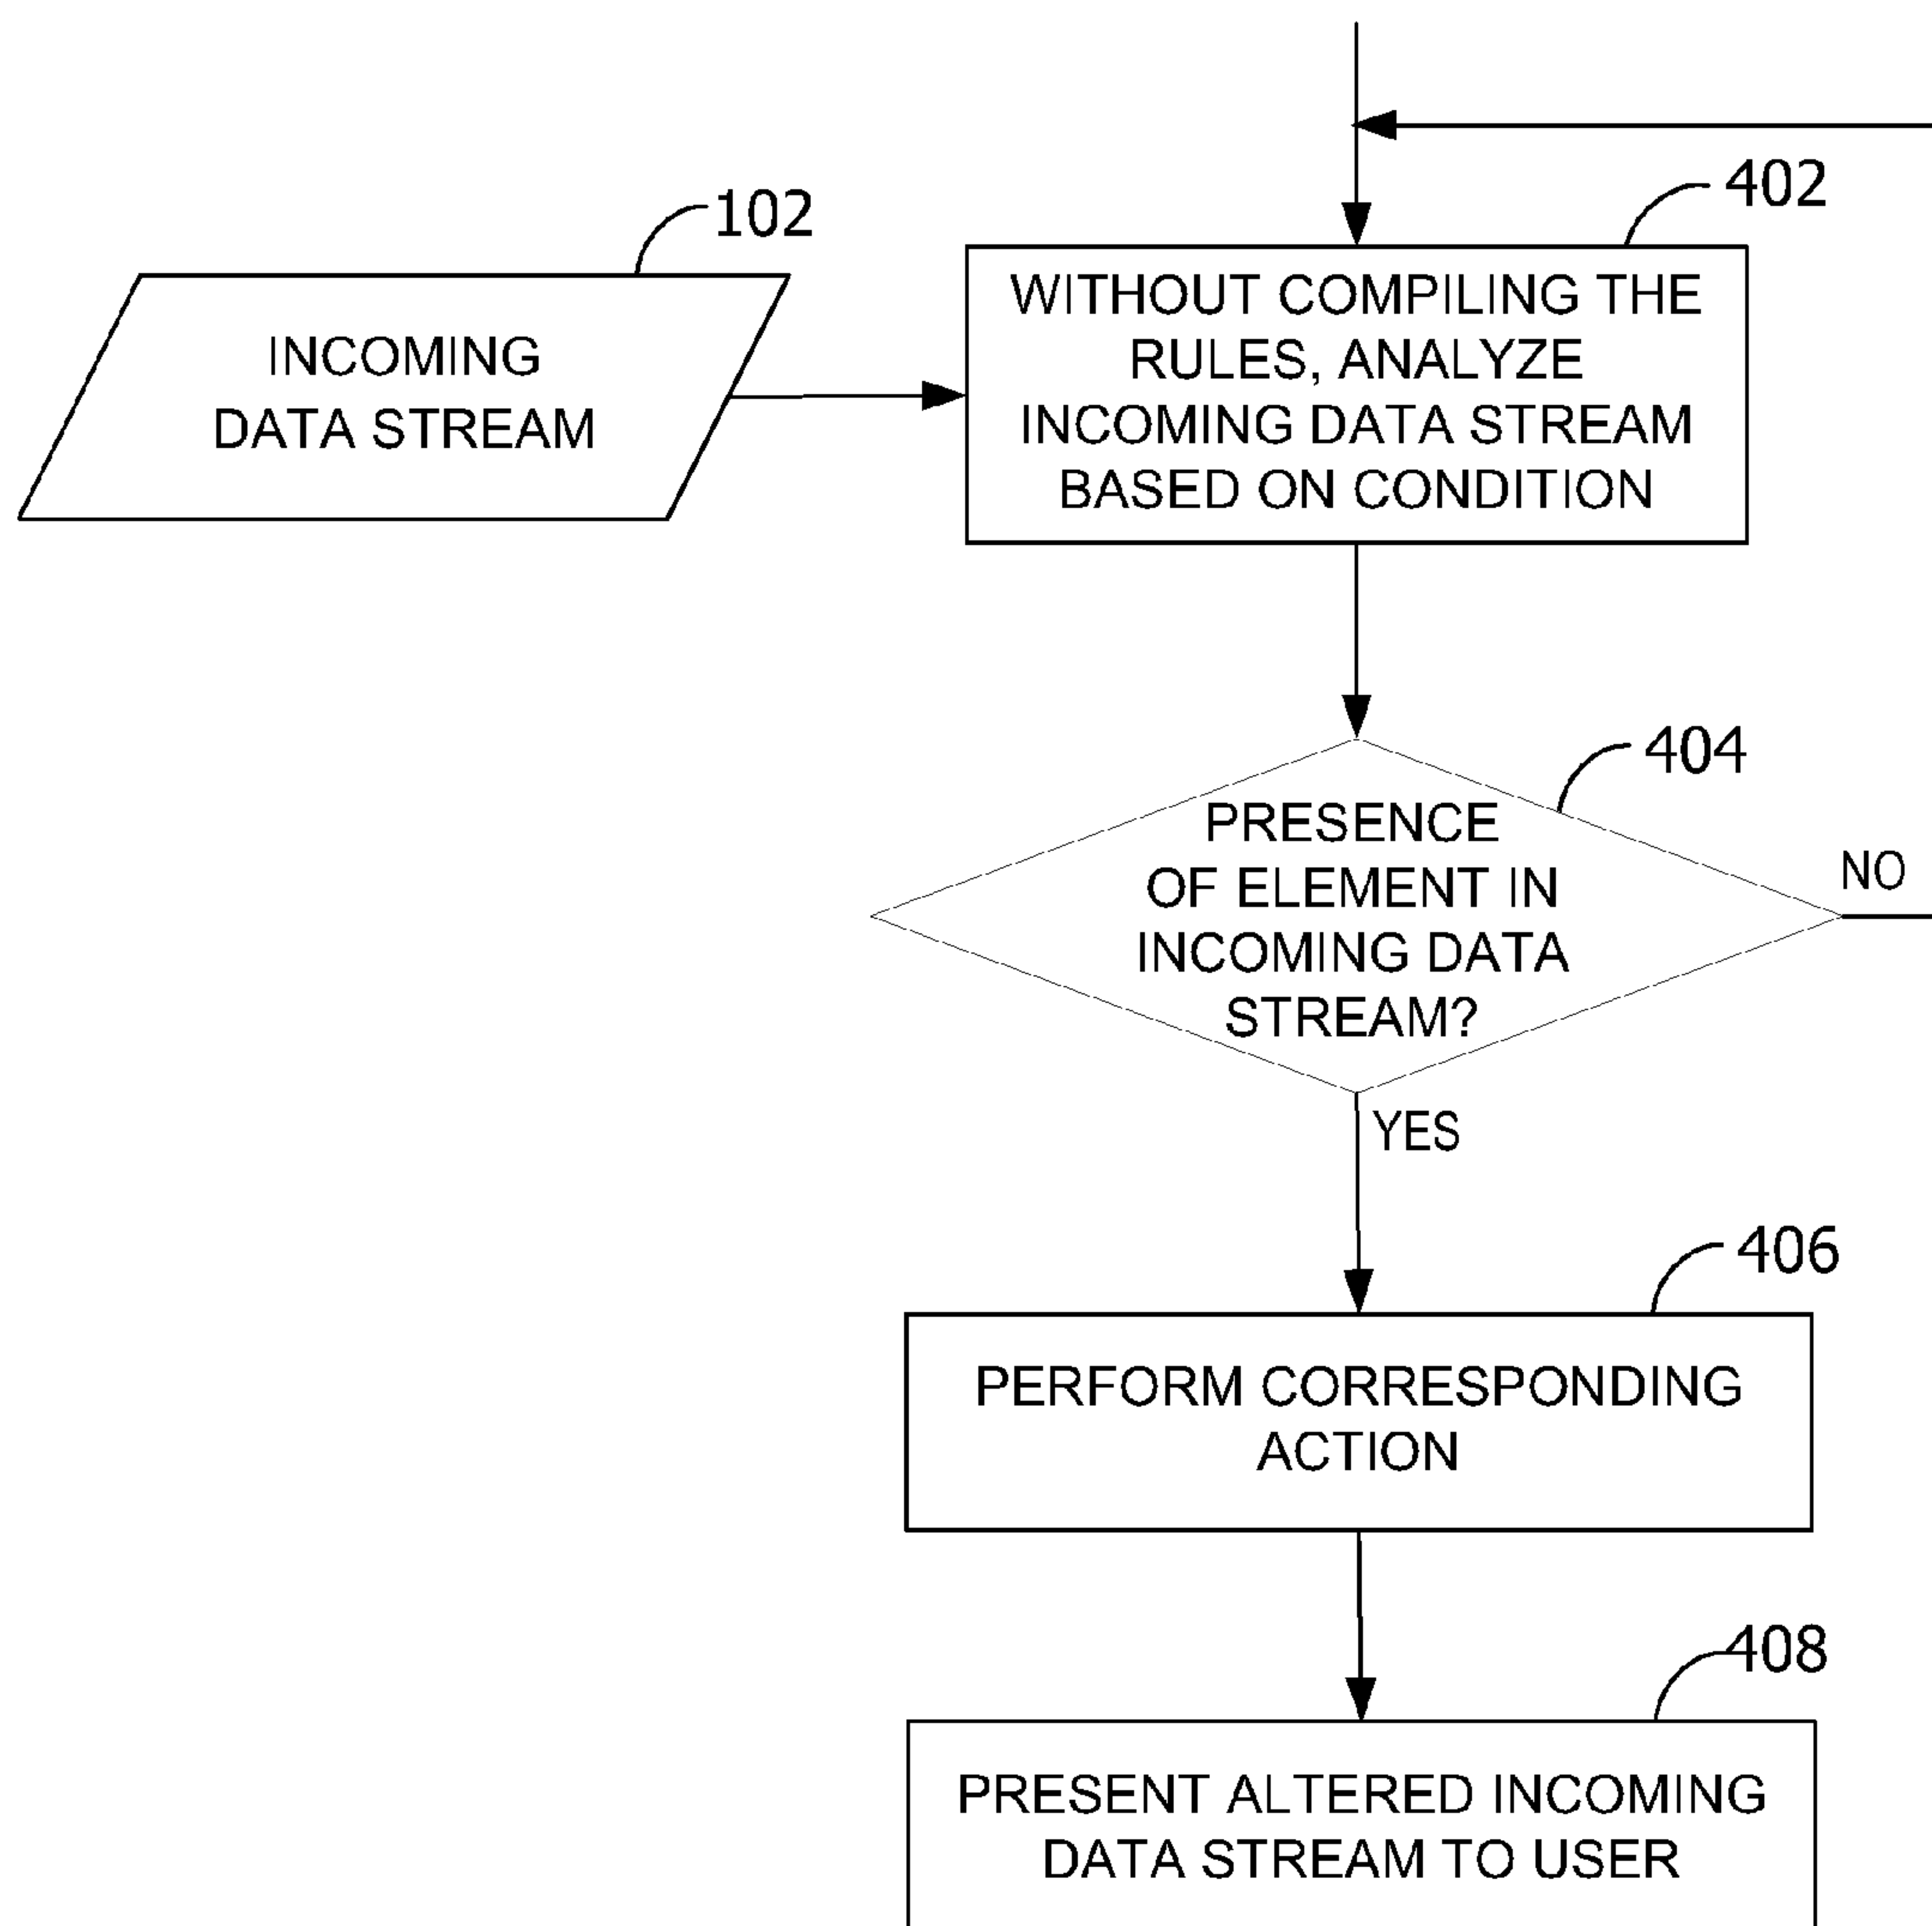 402
102
WITHOUT COMPILING THE
RULES, ANALYZE
INCOMING DATA STREAM
BASED ON CONDITION
INCOMING
DATA STREAM
404
PRESENCE
OF ELEMENT IN
INCOMING DATA
STREAM?
NO
YES
406
PERFORM CORRESPONDING
ACTION
408
PRESENT ALTERED INCOMING
DATA STREAM TO USER